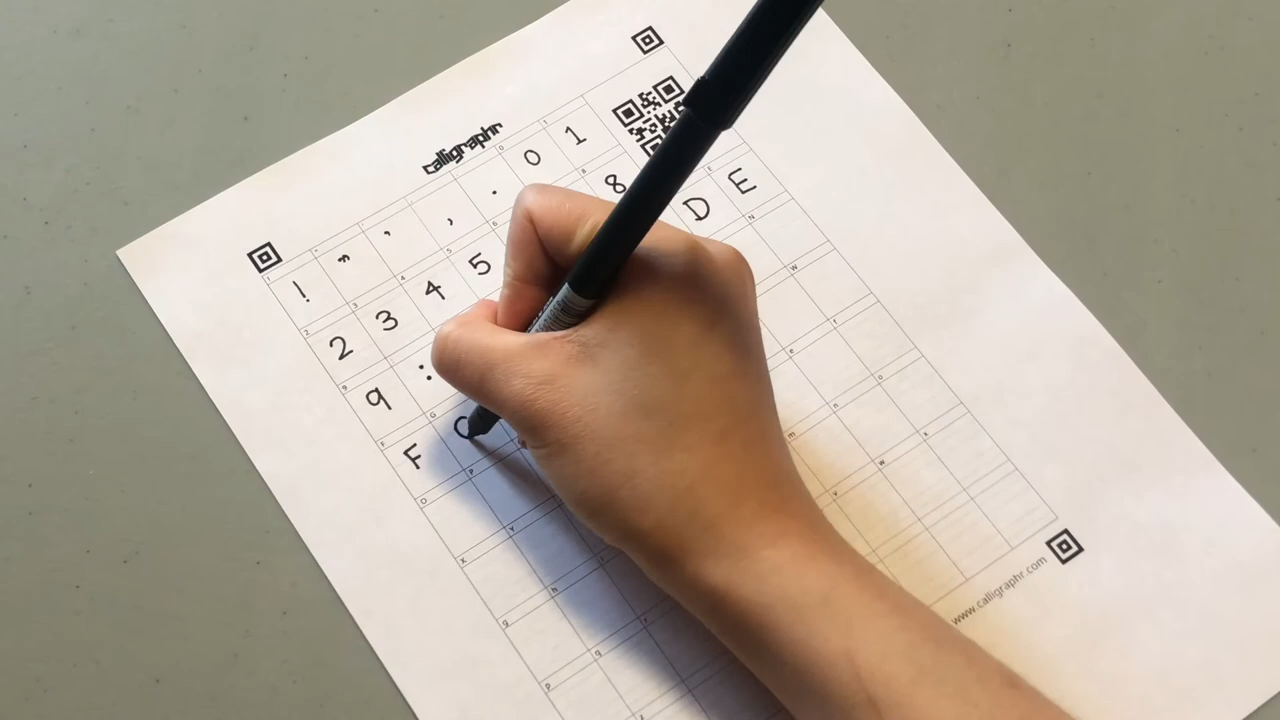 calligraphr
! " ' , . 0 1
2 3 4 5 8 D E
9 :
F
www.calligraphr.com